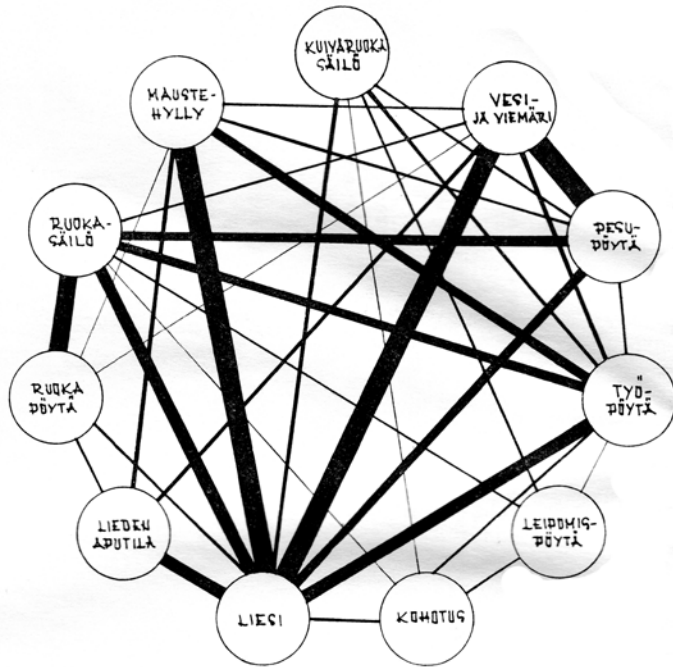 KUIVARUOKA
SÄILÖ
VESI-
JA VIEMÄRI
PESU-
PÖYTÄ
TYÖ-
PÖYTÄ
LEIPOMIS-
PÖYTÄ
KOHOTUS
LIESI
LIEDEN
APUTILA
RUOKA
PÖYTÄ
RUOKA-
SÄILÖ
MAUSTE-
HYLLY